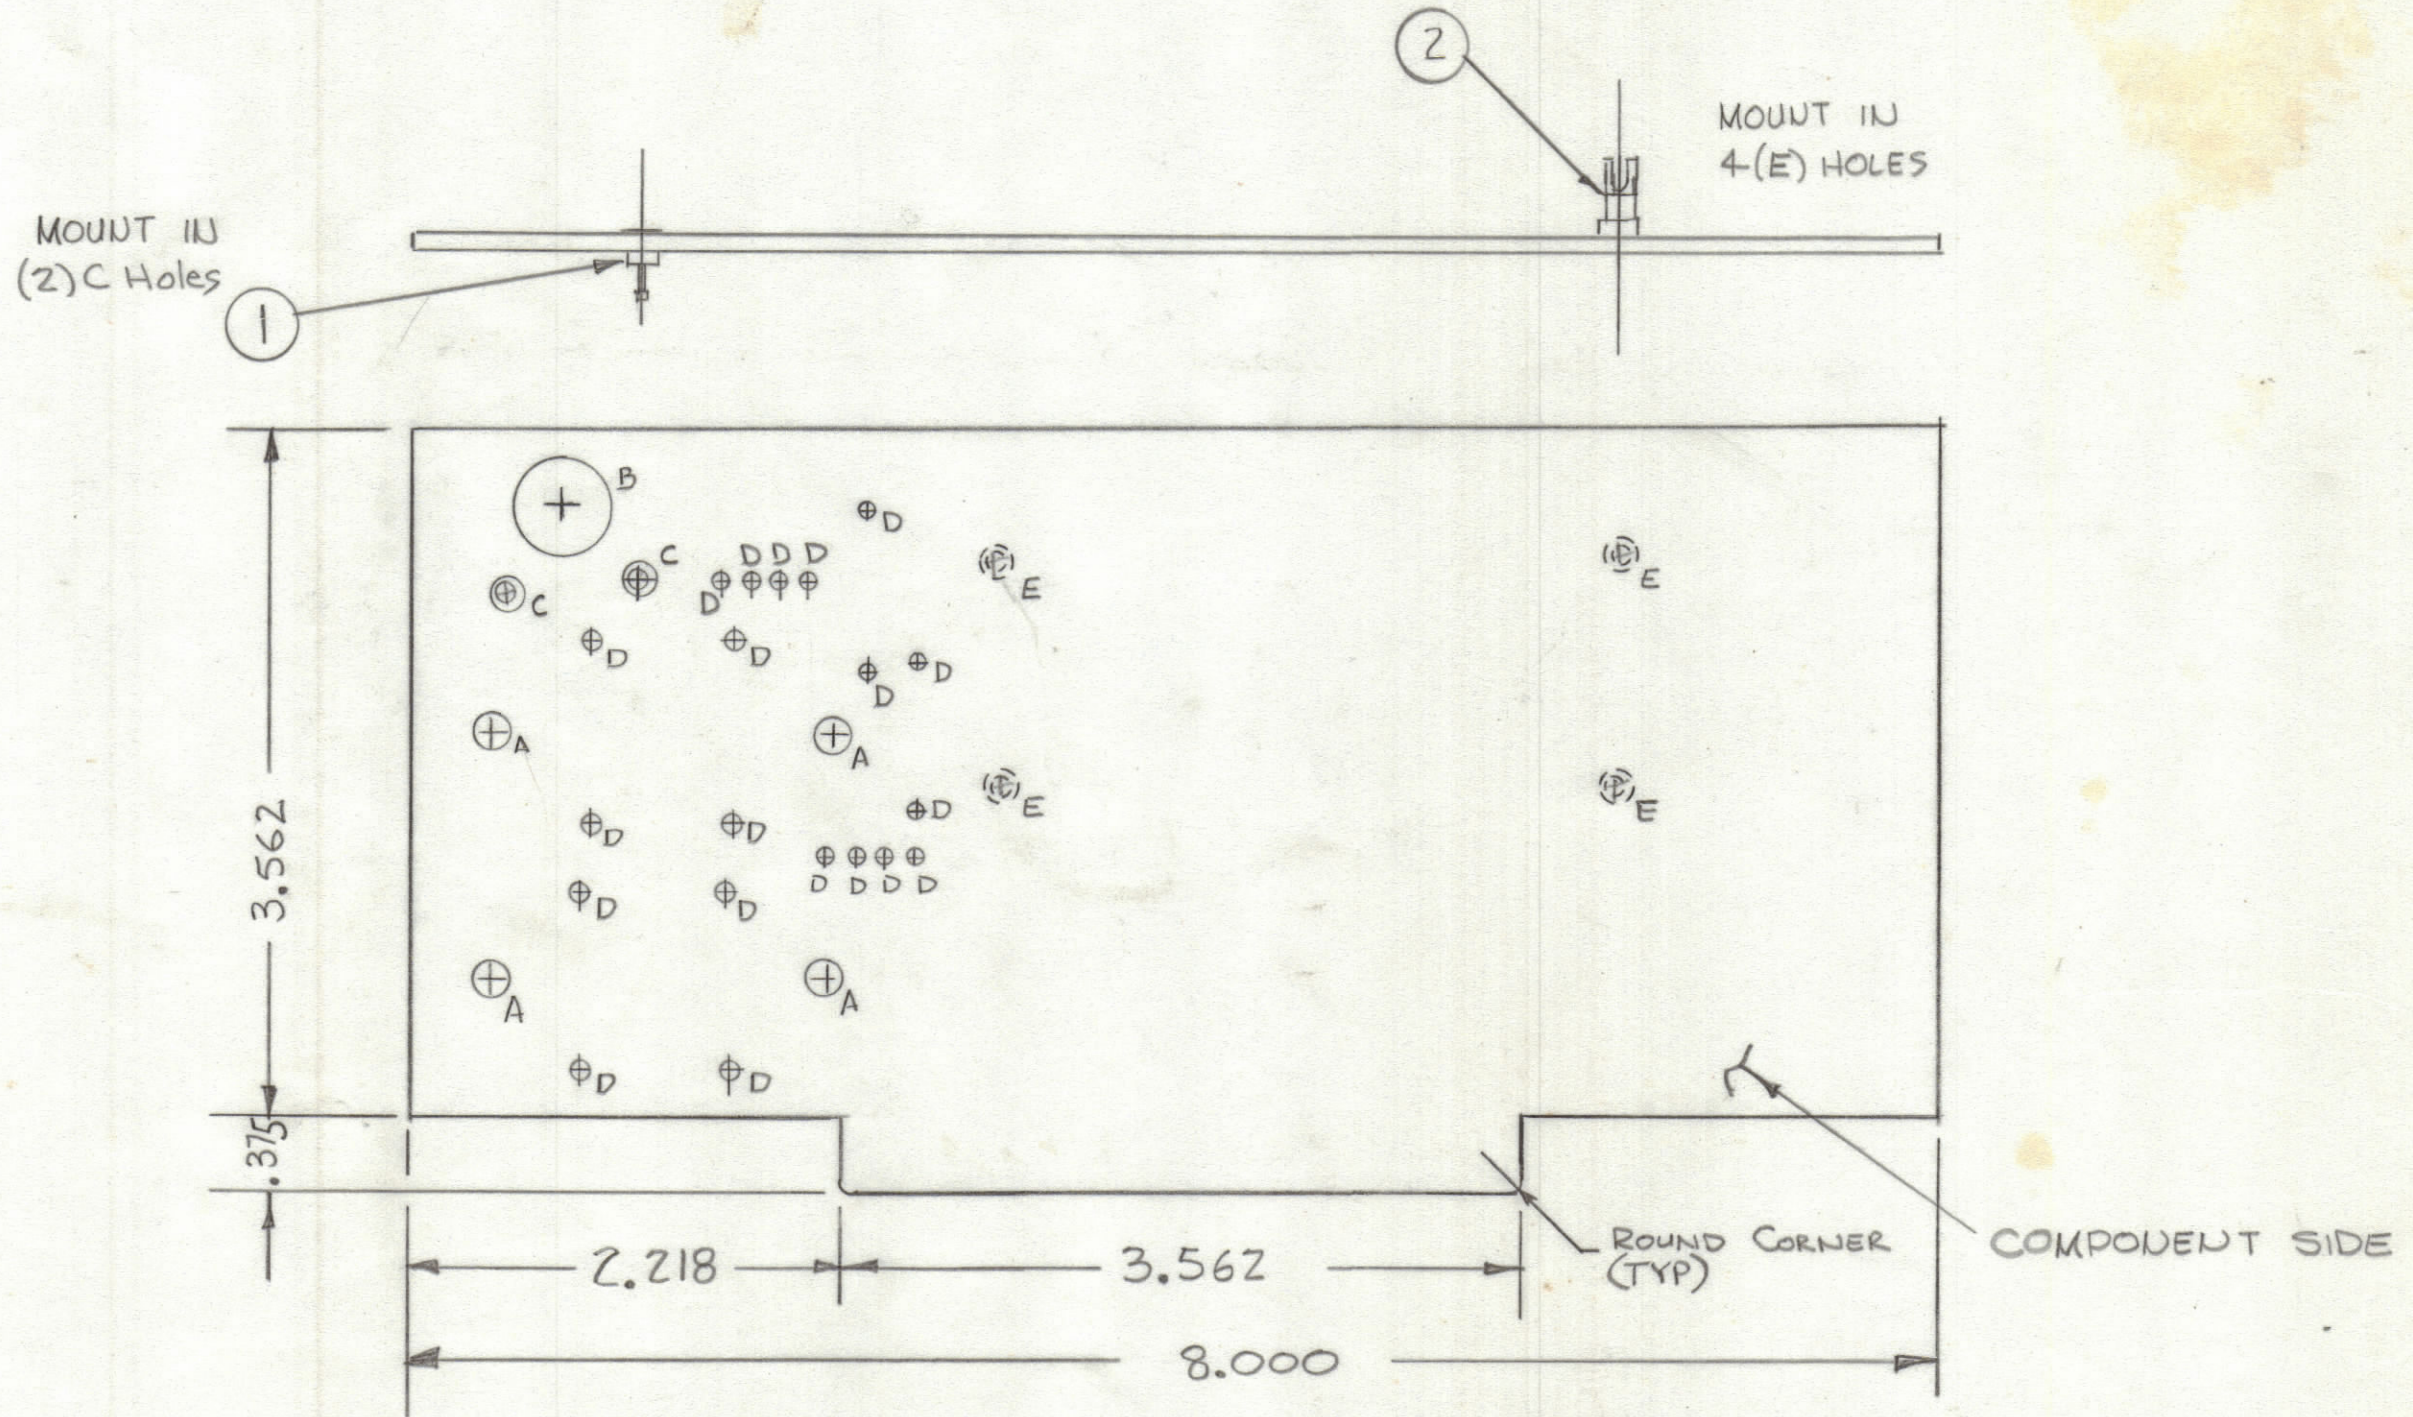 2
MOUNT IN
4(E) HOLES
MOUNT IN
(2) C Holes
1
B
D
C
D D D
D
C
E
E
D
D
D
D
A
A
E
E
D
D
D
D D D D
D
D
A
A
D
D
3.562
.375
2.218
3.562
8.000
ROUND CORNER
(TYP)
COMPONENT SIDE